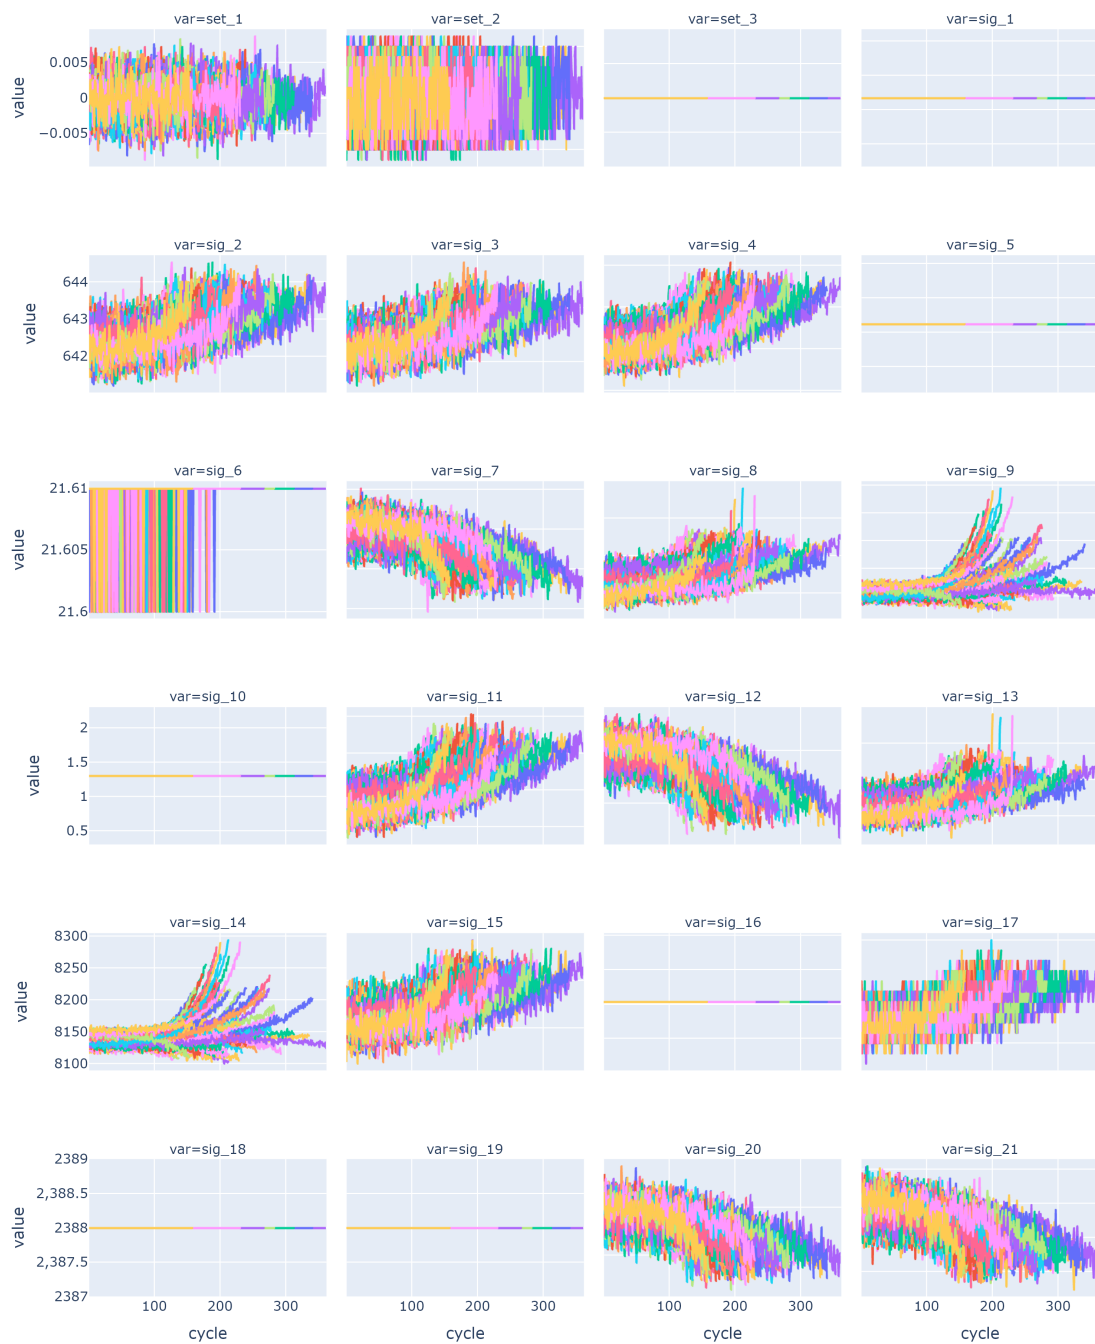 var=set_1
var=set_2
var=set_3
var=sig_1
value
0.005
0
−0.005
var=sig_2
var=sig_3
var=sig_4
var=sig_5
value
644
643
642
var=sig_6
var=sig_7
var=sig_8
var=sig_9
value
21.61
21.605
21.6
var=sig_10
var=sig_11
var=sig_12
var=sig_13
value
2
1.5
1
0.5
var=sig_14
var=sig_15
var=sig_16
var=sig_17
value
8300
8250
8200
8150
8100
var=sig_18
var=sig_19
var=sig_20
var=sig_21
value
2389
2,388.5
2388
2,387.5
2387
100 200 300
100 200 300
100 200 300
100 200 300
cycle
cycle
cycle
cycle